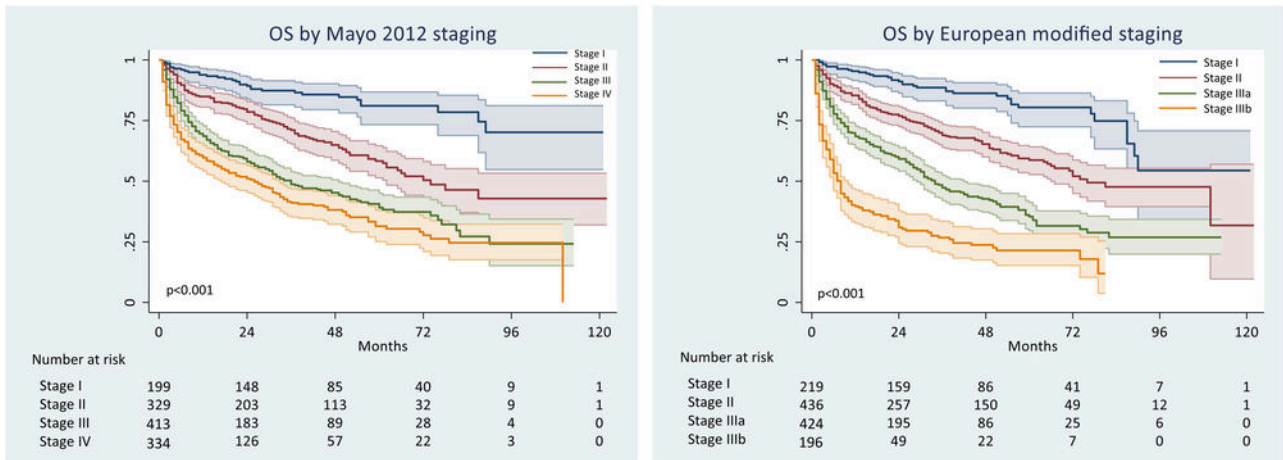 OS by Mayo 2012 staging
Stage I
Stage II
Stage III
Stage IV
1
.75
.5
.25
0
p<0.001
0 24 48 72 96 120
Months
Number at risk
Stage I 199 148 85 40 9 1
Stage II 329 203 113 32 9 1
Stage III 413 183 89 28 4 0
Stage IV 334 126 57 22 3 0
OS by European modified staging
Stage I
Stage II
Stage IIIa
Stage IIIb
1
.75
.5
.25
0
p<0.001
0 24 48 72 96 120
Months
Number at risk
Stage I 219 159 86 41 7 1
Stage II 436 257 150 49 12 1
Stage IIIa 424 195 86 25 6 0
Stage IIIb 196 49 22 7 0 0